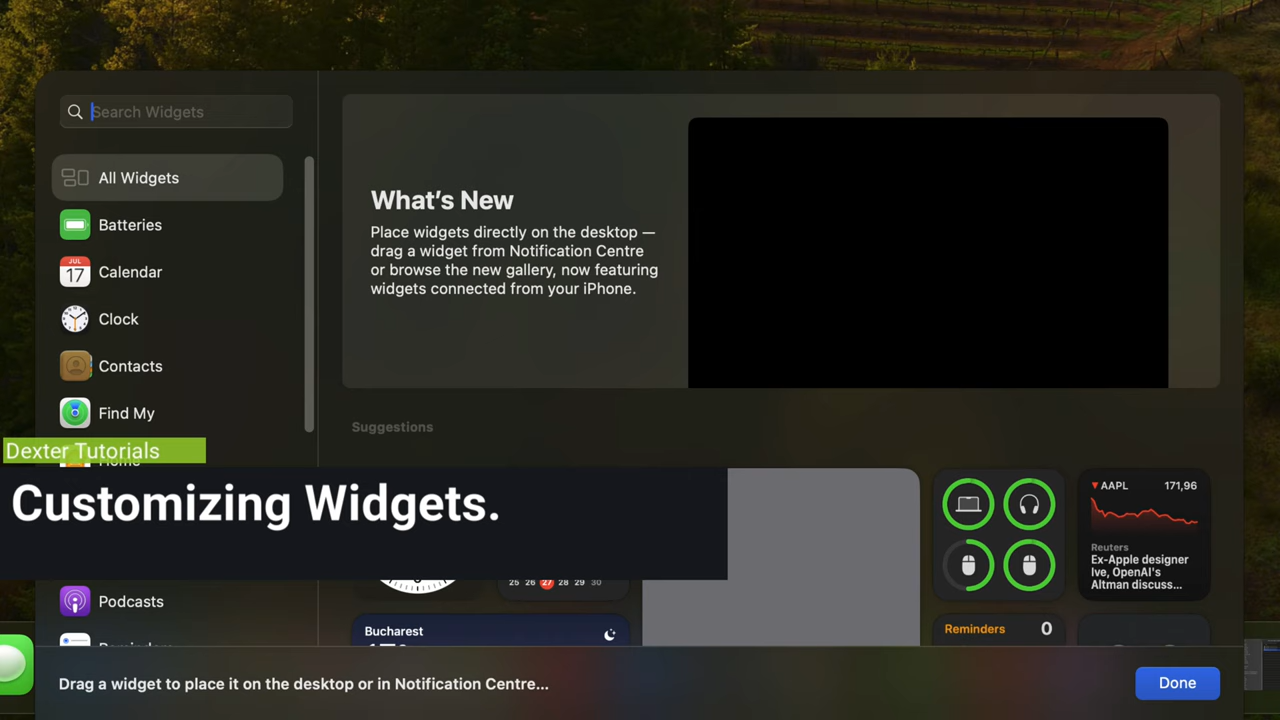 Search Widgets
All Widgets
Batteries
JUL
17
Calendar
Clock
Contacts
Find My
Dexter Tutorials
Customizing Widgets.
Podcasts
What's New
Place widgets directly on the desktop —
drag a widget from Notification Centre
or browse the new gallery, now featuring
widgets connected from your iPhone.
Suggestions
25 26 27 28 29 30
AAPL 171,96
Reuters
Ex-Apple designer
Ive, OpenAI's
Altman discuss...
Bucharest
Reminders 0
Drag a widget to place it on the desktop or in Notification Centre...
Done